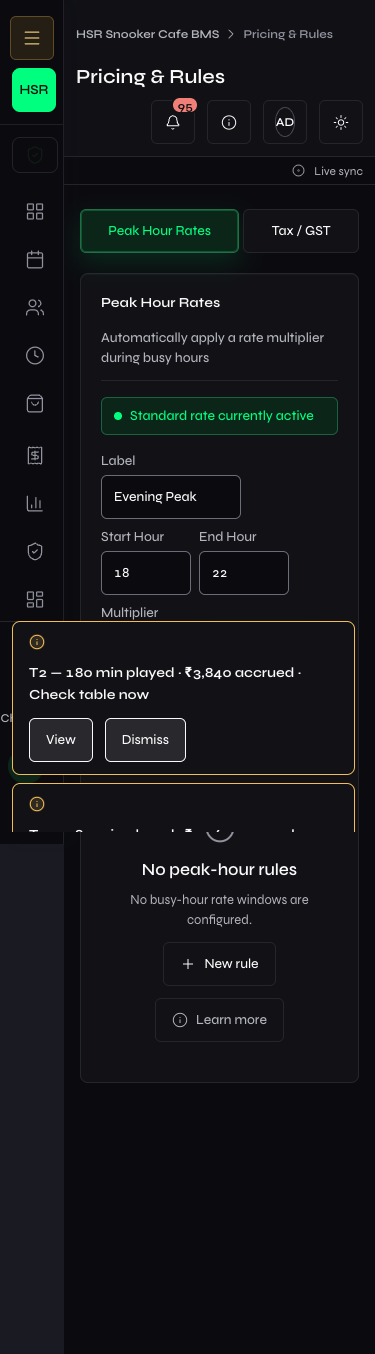 HSR Snooker Cafe BMS > Pricing & Rules
HSR
Pricing & Rules
95
AD
Live sync
Peak Hour Rates
Tax / GST
Peak Hour Rates
Automatically apply a rate multiplier
during busy hours
Standard rate currently active
Label
Evening Peak
Start Hour
End Hour
18
22
Multiplier
T2 — 180 min played · ₹3,840 accrued ·
Check table now
View
Dismiss
No peak-hour rules
No busy-hour rate windows are
configured.
New rule
Learn more